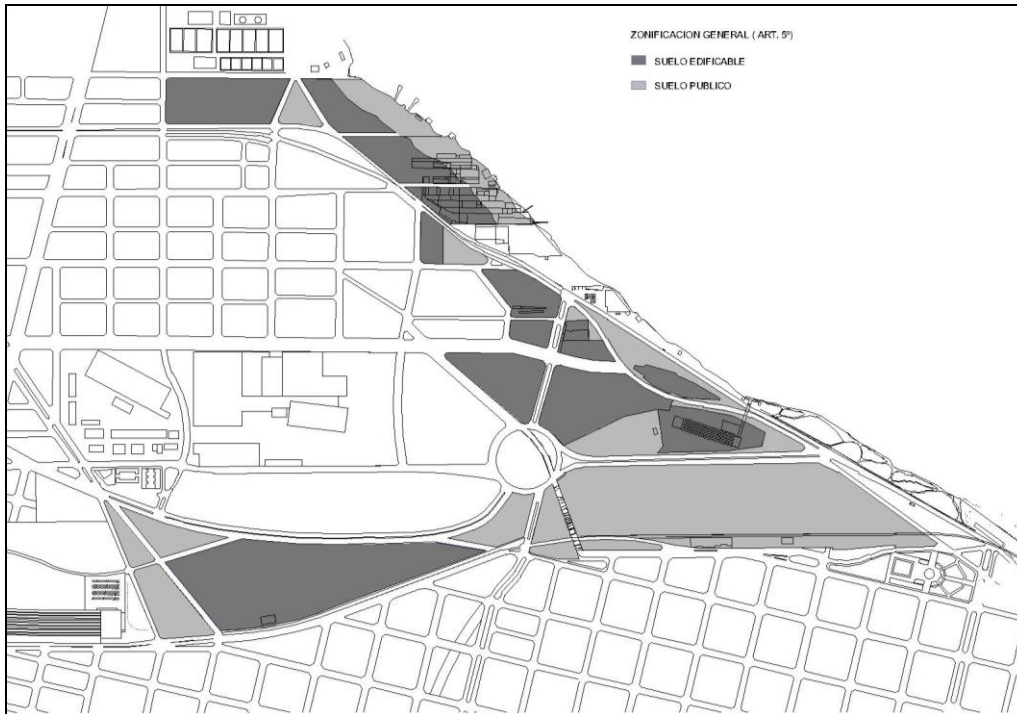 ZONIFICACION GENERAL ( ART. 5º)
SUELO EDIFICABLE
SUELO PUBLICO